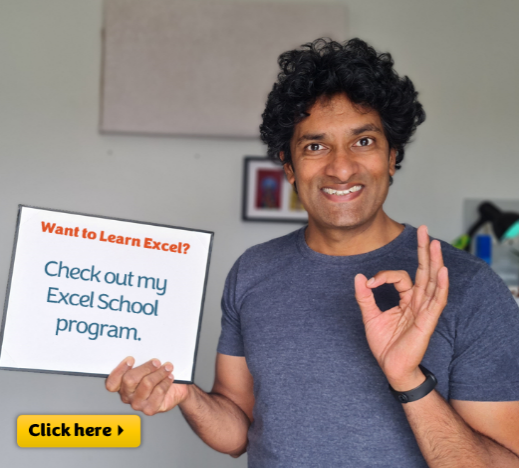 Want to Learn Excel?
Check out my
Excel School
program.
Click here